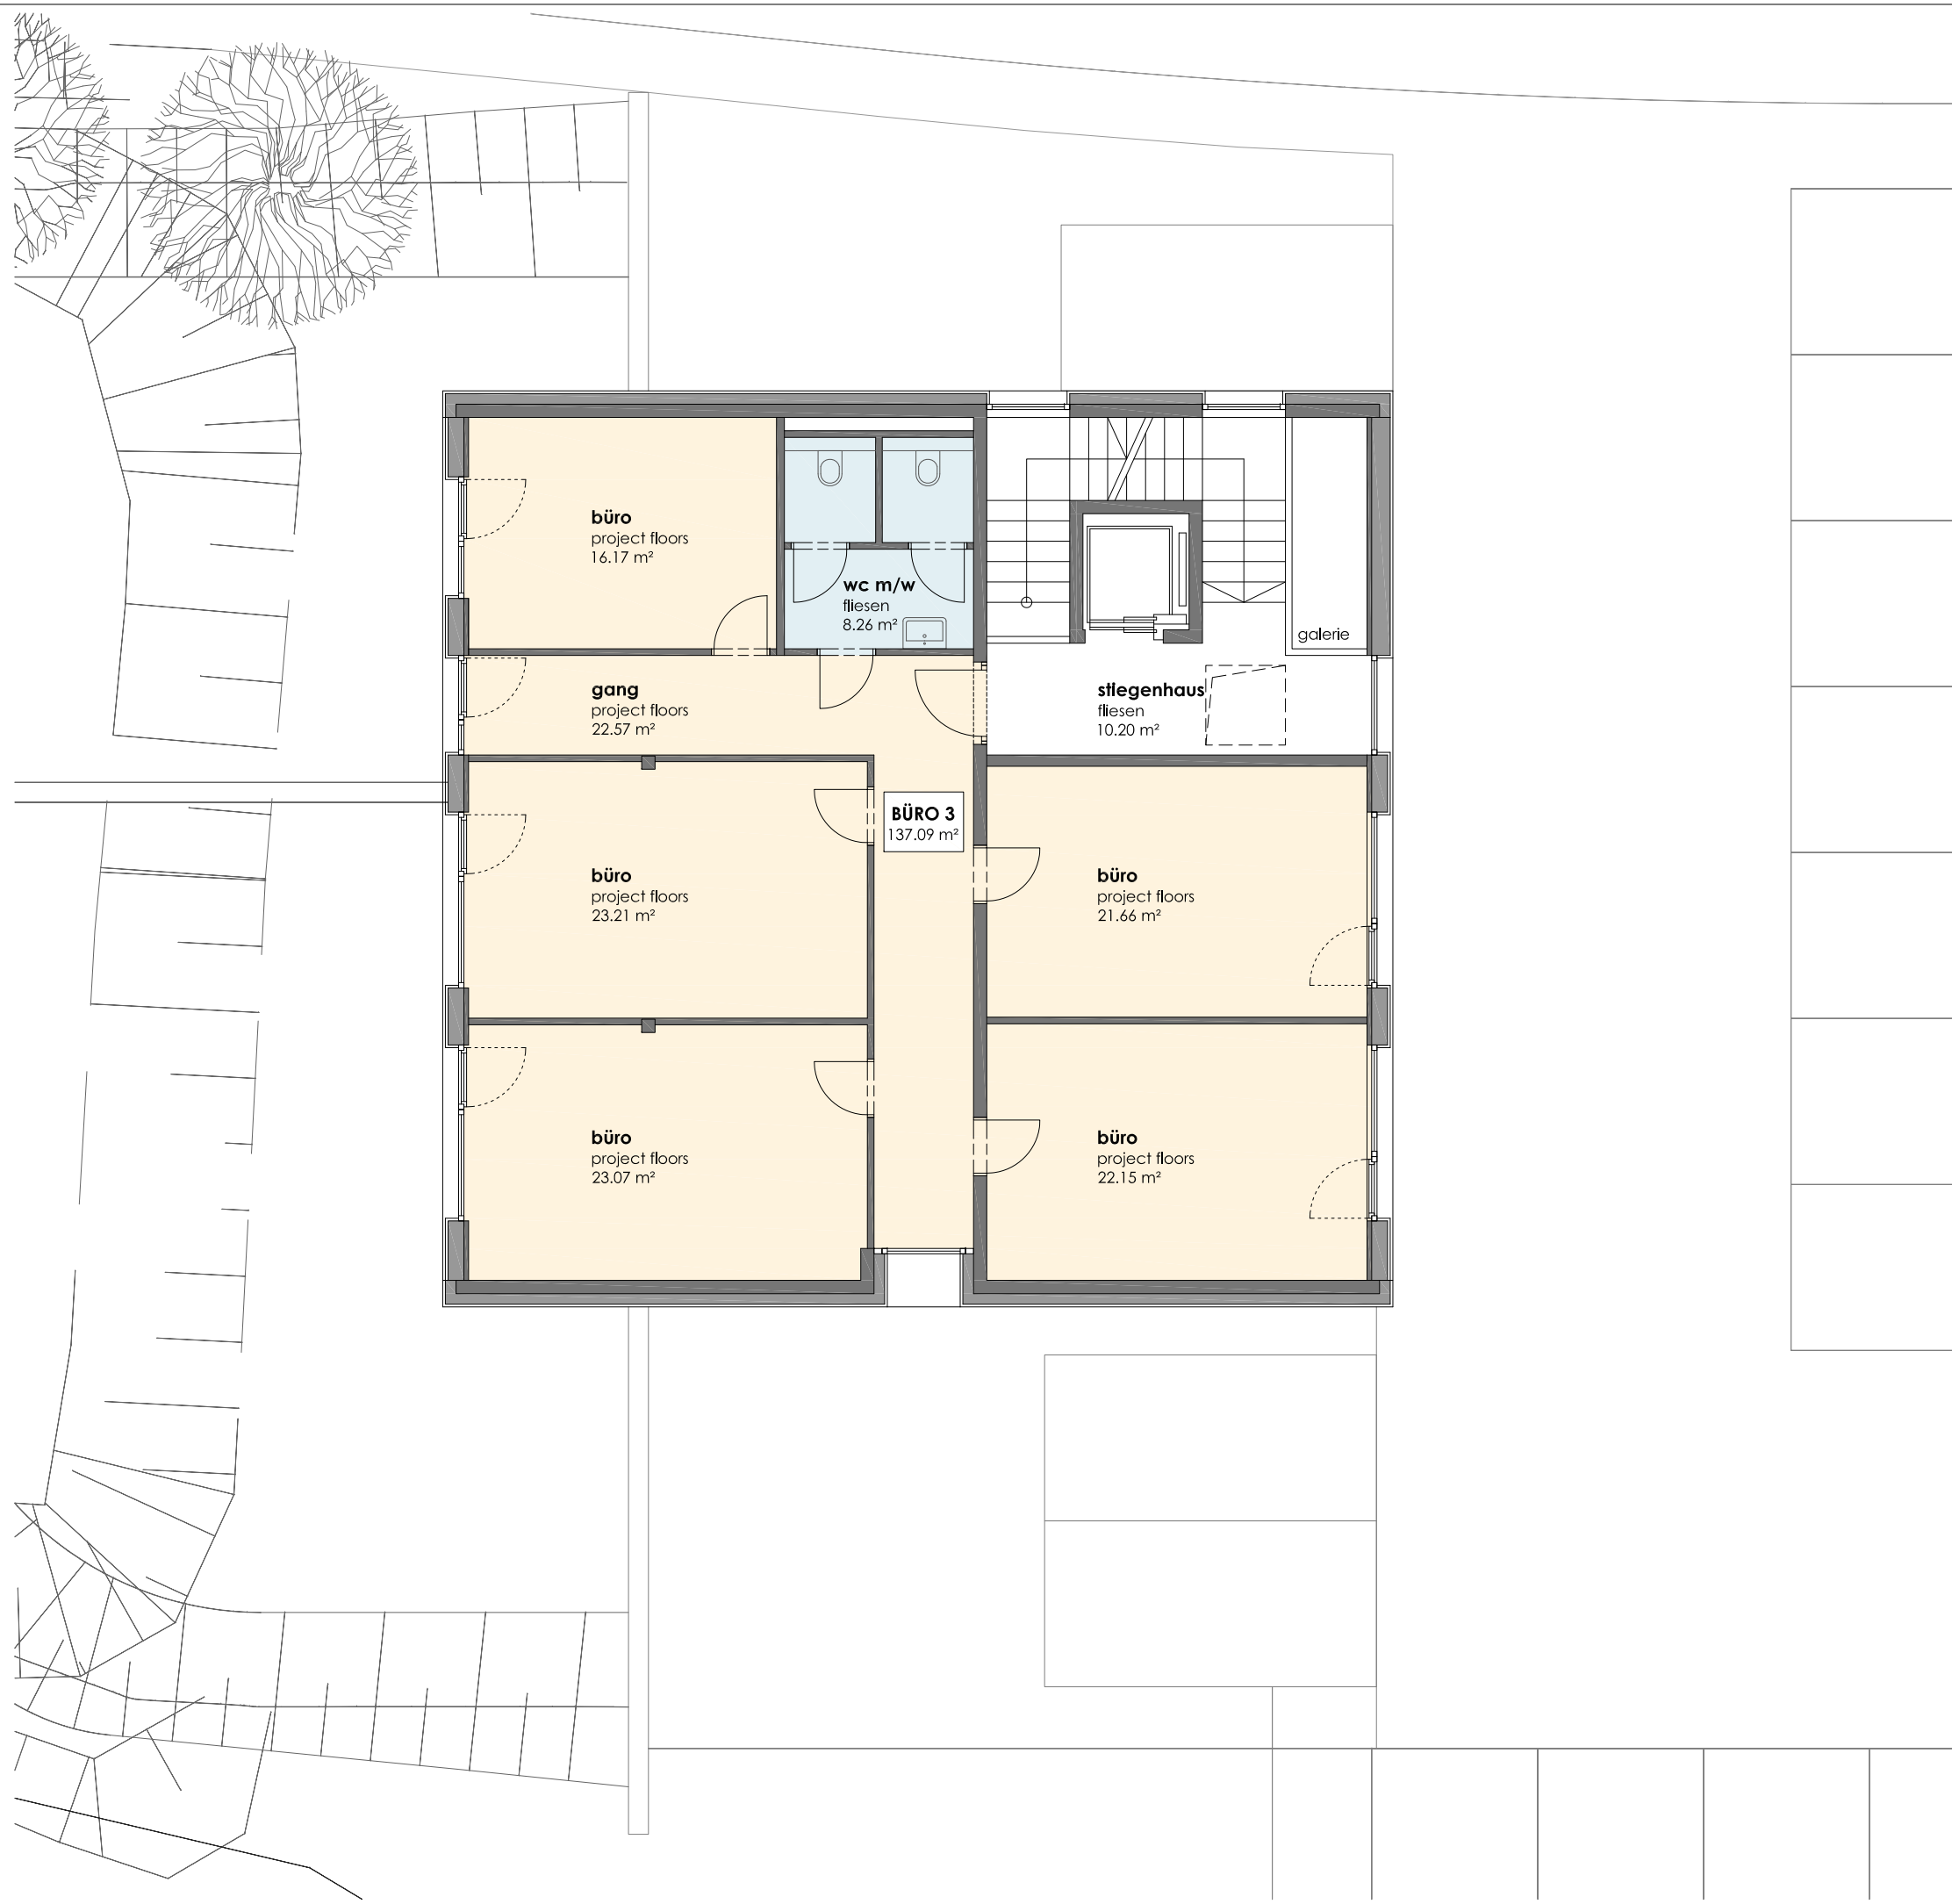 büro
project floors
16.17 m²
wc m/w
fliesen
8.26 m²
galerie
gang
project floors
22.57 m²
stiegenhaus
fliesen
10.20 m²
BÜRO 3
137.09 m²
büro
project floors
23.21 m²
büro
project floors
21.66 m²
büro
project floors
23.07 m²
büro
project floors
22.15 m²